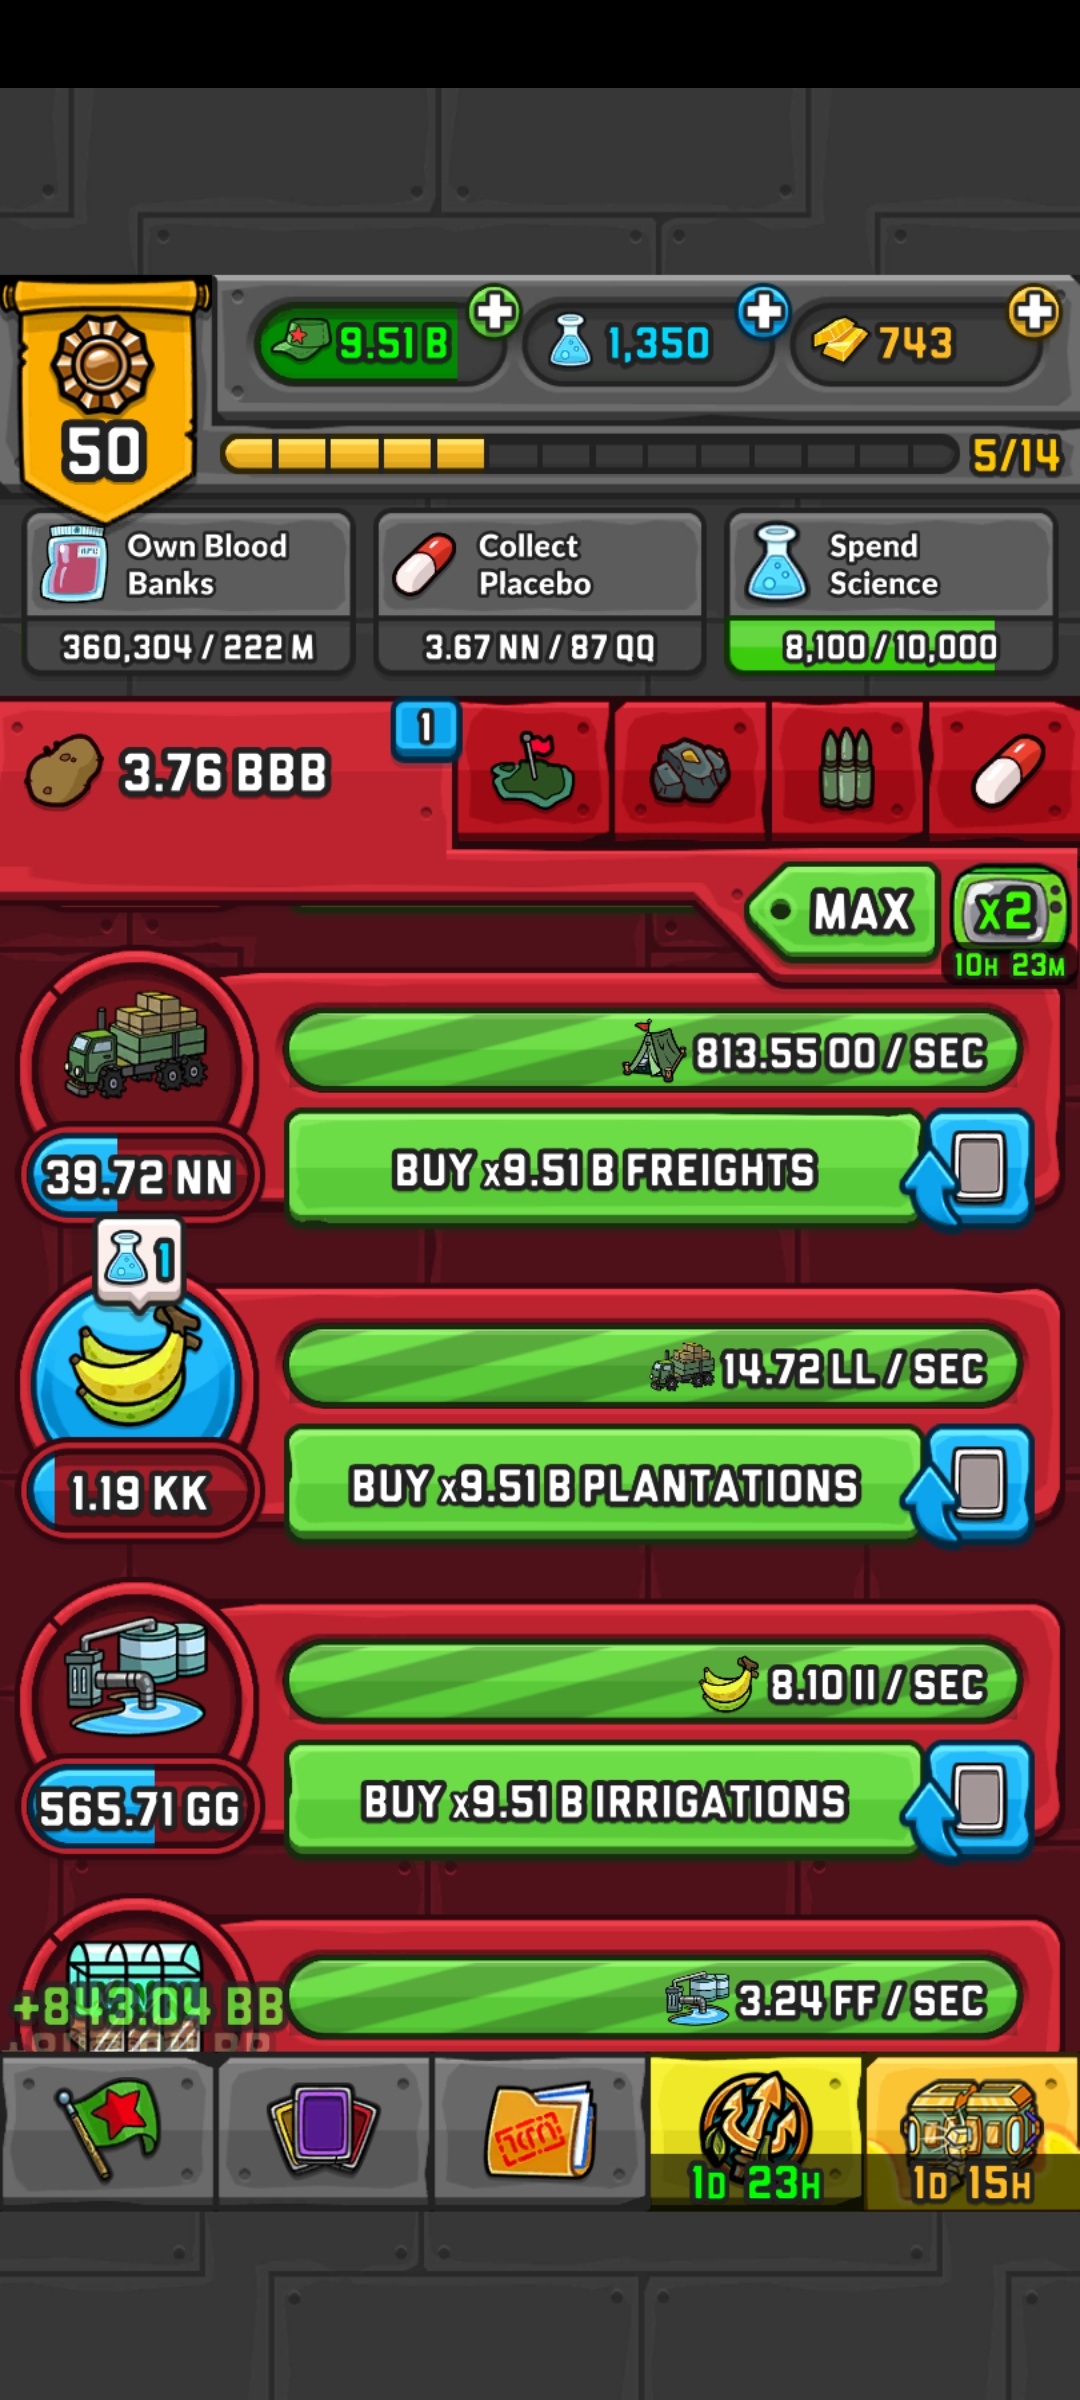 9.51 B
1,350
743
50
5/14
Own Blood
Banks
360,304 / 222 M
Collect
Placebo
3.67 NN / 87 QQ
Spend
Science
8,100 / 10,000
3.76 BBB
1
MAX
x2
10H 23M
813.55 OO / SEC
39.72 NN
BUY x9.51 B FREIGHTS
1
14.72 LL / SEC
1.19 KK
BUY x9.51 B PLANTATIONS
8.10 II / SEC
565.71 GG
BUY x9.51 B IRRIGATIONS
+843.04 BB
3.24 FF / SEC
1D 23H
1D 15H